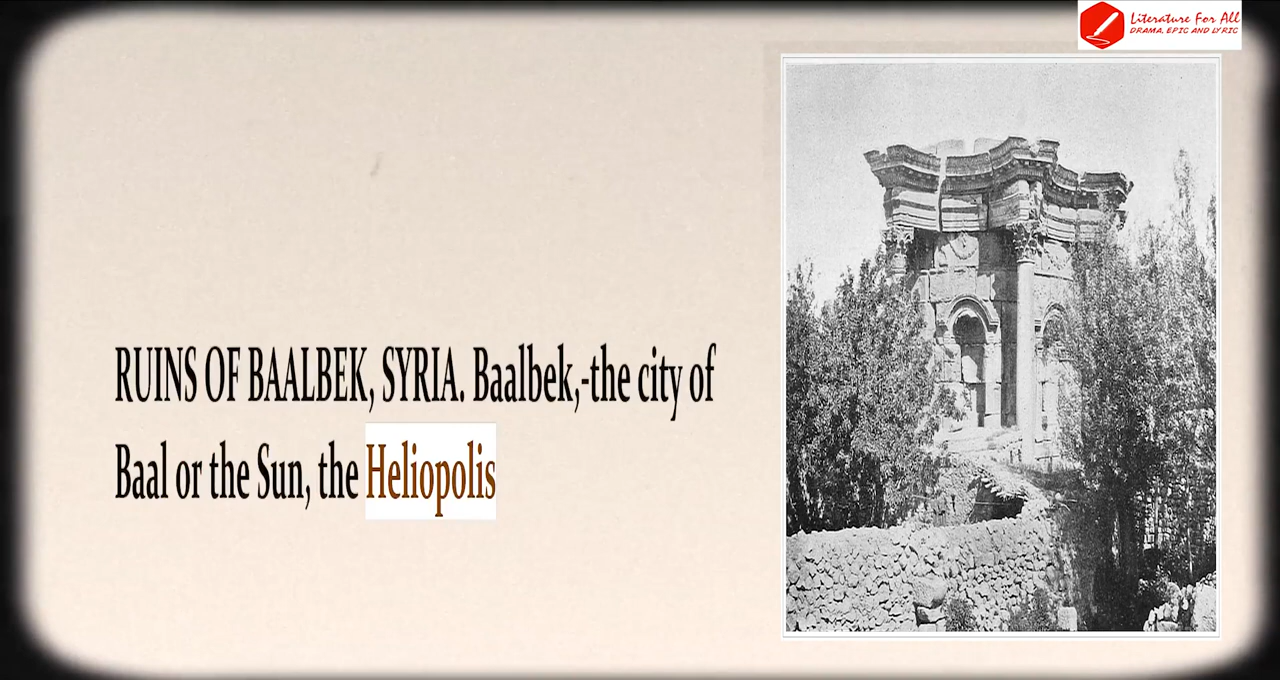 Literature For All
DRAMA, EPIC AND LYRIC
RUINS OF BAALBEK, SYRIA. Baalbek,-the city of
Baal or the Sun, the Heliopolis